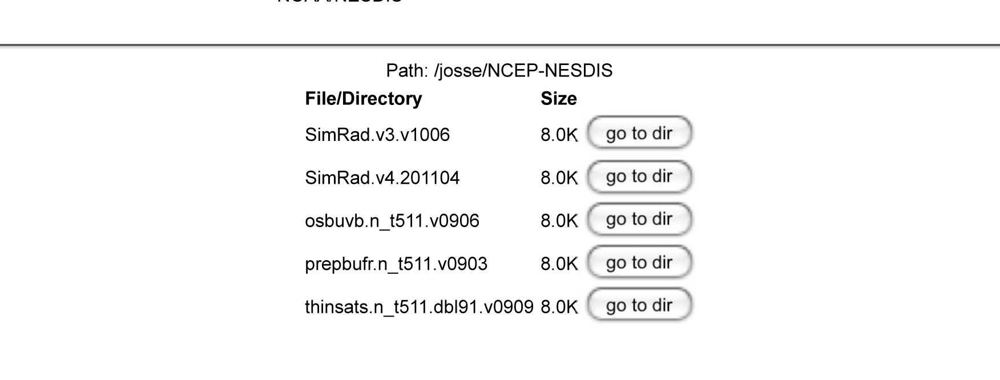 Path: /josse/NCEP-NESDIS
File/Directory Size
SimRad.v3.v1006 8.0K go to dir
SimRad.v4.201104 8.0K go to dir
osbuvb.n_t511.v0906 8.0K go to dir
prepbufr.n_t511.v0903 8.0K go to dir
thinsats.n_t511.dbl91.v0909 8.0K go to dir